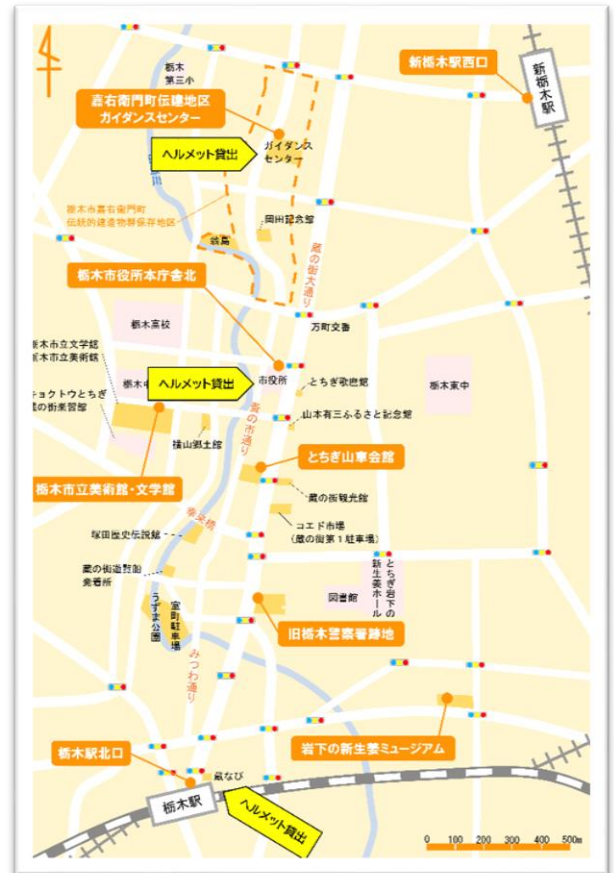 栃木
第三小
新栃木駅西口
新栃木駅
嘉右衛門町伝建地区
ガイダンスセンター
ヘルメット貸出
ガイダンス
センター
栃木市嘉右衛門町
伝統的建造物群保存地区
岡田記念館
翁島
蔵の街大通り
栃木市役所本庁舎北
万町交番
栃木高校
栃木市立文学館
栃木市立美術館
栃木中
ヘルメット貸出
市役所
とちぎ歌麿館
栃木東中
キョクトウとちぎ
蔵の街楽習館
山本有三ふるさと記念館
横山郷土館
とちぎ山車会館
栃木市立美術館・文学館
蔵の街観光館
幸来橋
コエド市場
(蔵の街第1駐車場)
塚田歴史伝説館
蔵の街遊覧船
発着所
うずま公園
室町駐車場
図書館
とちぎ岩下の
新生姜ホール
旧栃木警察署跡地
みつわ通り
岩下の新生姜ミュージアム
栃木駅北口
蔵なび
栃木駅
ヘルメット貸出
0 100 200 300 400 500m